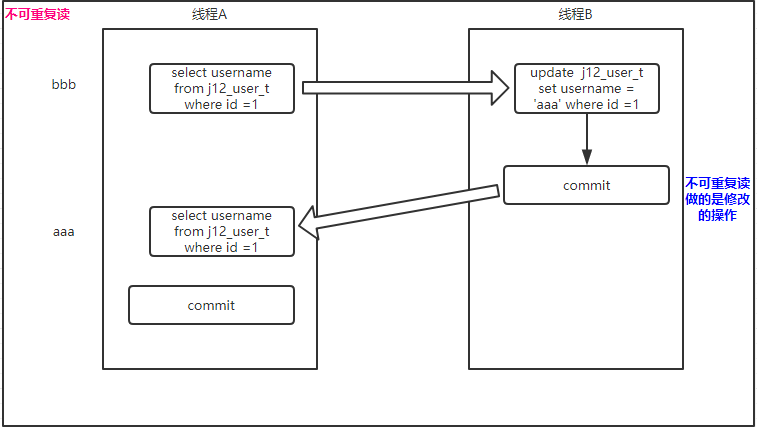 不可重复读
线程A
线程B
bbb
select username
from j12_user_t
where id =1
update j12_user_t
set username =
'aaa' where id =1
commit
不可重复读
做的是修改
的操作
aaa
select username
from j12_user_t
where id =1
commit